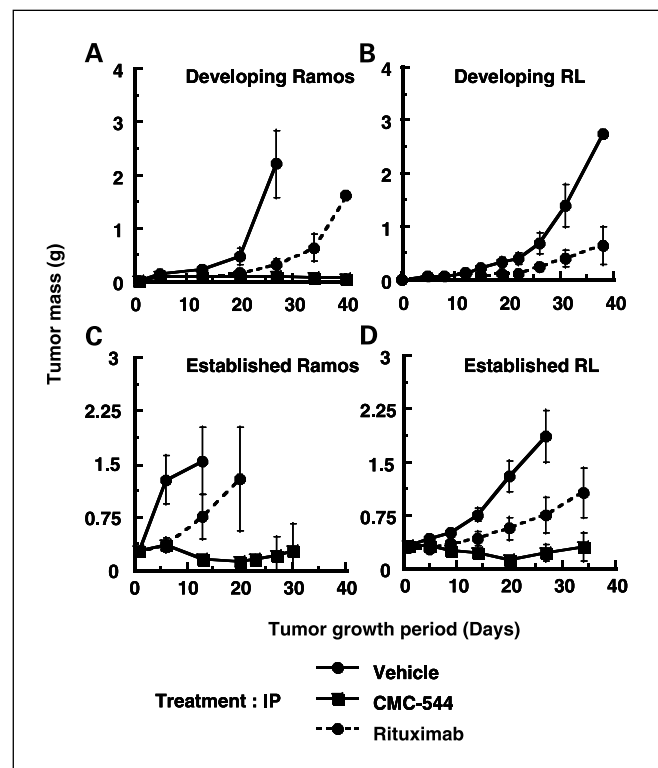 A
Developing Ramos
4
3
2
1
0
0
10
20
30
40
B
Developing RL
4
3
2
1
0
0
10
20
30
40
Tumor mass (g)
C
Established Ramos
3
2.25
1.5
0.75
0
0
10
20
30
40
D
Established RL
3
2.25
1.5
0.75
0
0
10
20
30
40
Tumor growth period (Days)
Treatment : IP
Vehicle
CMC-544
Rituximab